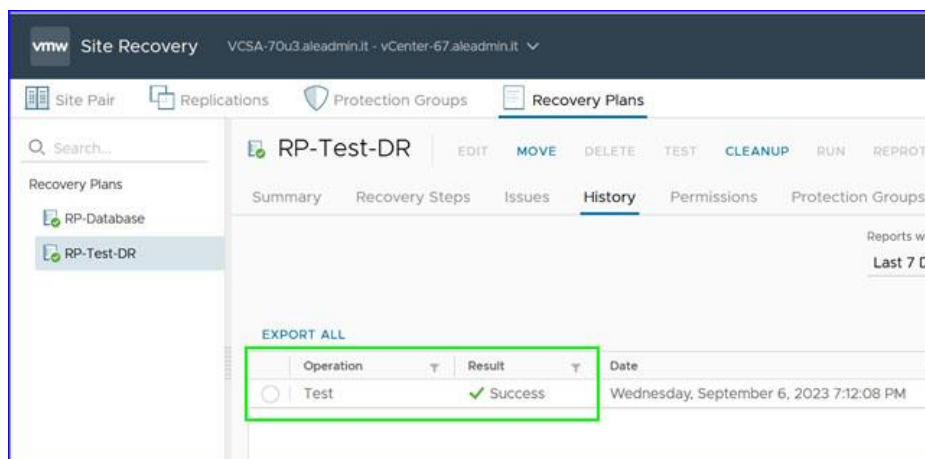 vmw Site Recovery VCSA-70u3.aleadmin.it - vCenter-67.aleadmin.it
Site Pair Replications Protection Groups Recovery Plans
Search...
RP-Test-DR EDIT MOVE DELETE TEST CLEANUP RUN REPROT
Recovery Plans
Summary Recovery Steps Issues History Permissions Protection Groups
RP-Database
RP-Test-DR
Reports w
Last 7 D
EXPORT ALL
Operation Result Date
Test Success Wednesday, September 6, 2023 7:12:08 PM